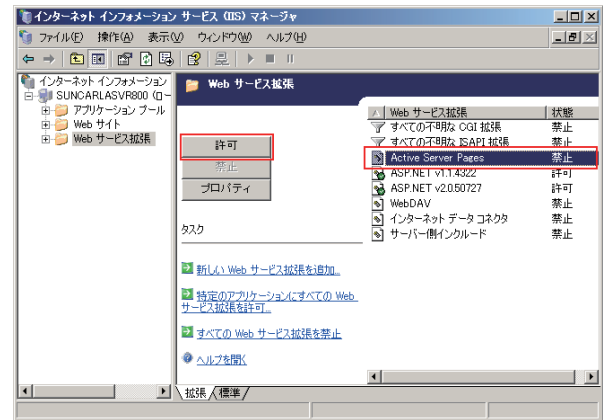 インターネット インフォメーション サービス (IIS) マネージャ
ファイル(F) 操作(A) 表示(V) ウィンドウ(W) ヘルプ(H)
インターネット インフォメーション
SUNCARLASVR800 (ロー
アプリケーション プール
Web サイト
Web サービス拡張
Web サービス拡張
許可
禁止
プロパティ
タスク
新しい Web サービス拡張を追加...
特定のアプリケーションにすべての Web
サービス拡張を許可...
すべての Web サービス拡張を禁止
ヘルプを開く
Web サービス拡張 状態
すべての不明な CGI 拡張 禁止
すべての不明な ISAPI 拡張 禁止
Active Server Pages 禁止
ASP.NET v1.1.4322 許可
ASP.NET v2.0.50727 許可
WebDAV 禁止
インターネット データ コネクタ 禁止
サーバー側インクルード 禁止
拡張 標準